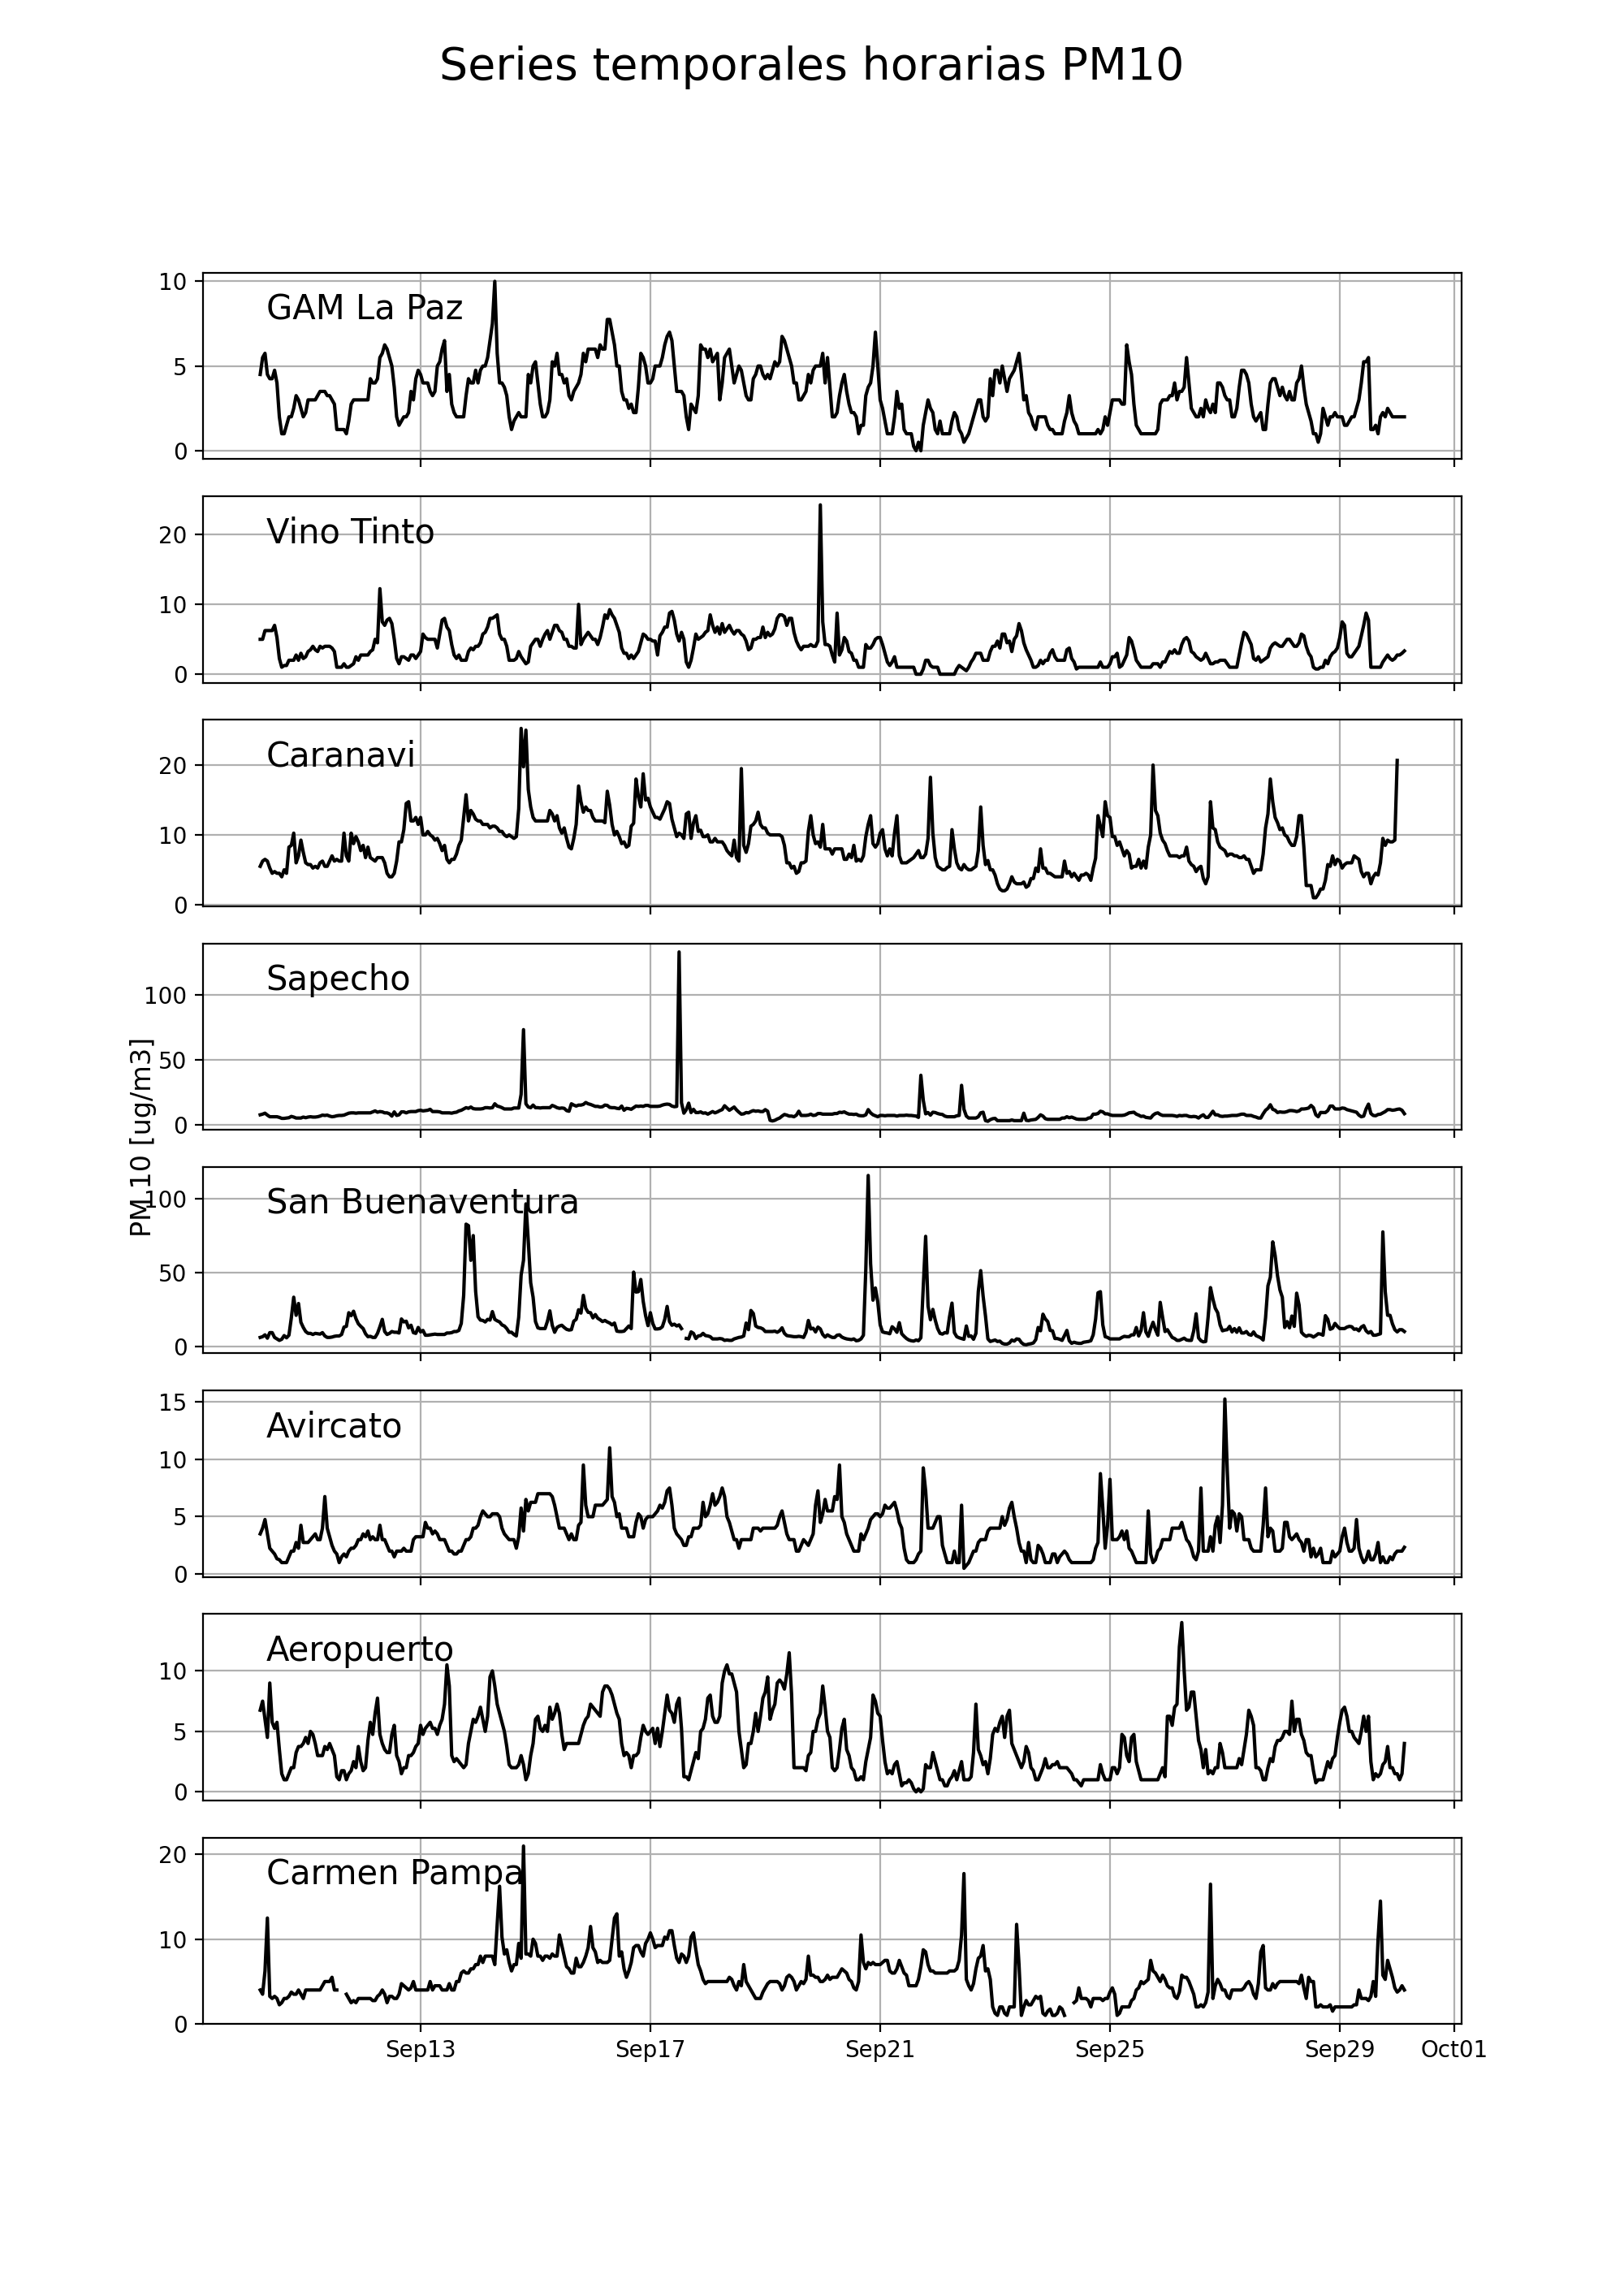 Series temporales horarias PM10
10
GAM La Paz
5
0
Vino Tinto
20
10
0
Caranavi
20
10
0
Sapecho
100
50
0
PM 10 [ug/m3]
San Buenaventura
100
50
0
15
Avircato
10
5
0
Aeropuerto
10
5
0
20
Carmen Pampa
10
0
Sep13 Sep17 Sep21 Sep25 Sep29 Oct01